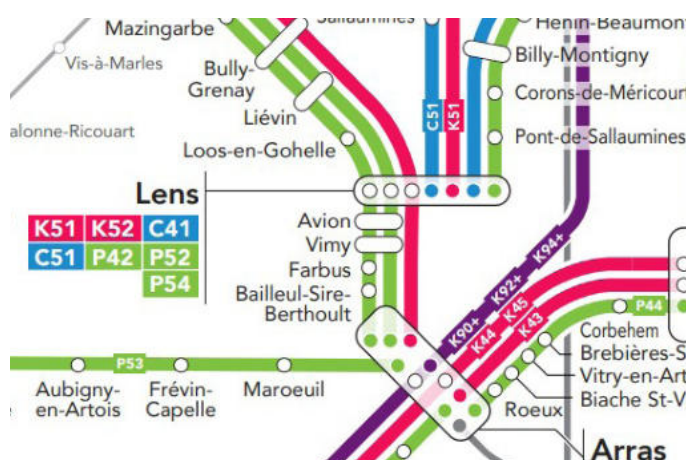 Mazingarbe
Sallaumines
Hénin-Beaumont
Vis-à-Marles
Bully-
Grenay
Billy-Montigny
Liévin
C51
K51
Corons-de-Méricourt
alonne-Ricouart
Loos-en-Gohelle
Pont-de-Sallaumines
Lens
K51 K52 C41
C51 P42 P52
P54
Avion
Vimy
Farbus
Bailleul-Sire-
Berthoult
K90+
K92+
K94+
K44
K45
K43
P44
Corbehem
Brebières-S
Vitry-en-Art
Biache St-V
Roeux
P53
Aubigny-
en-Artois
Frévin-
Capelle
Maroeuil
Arras